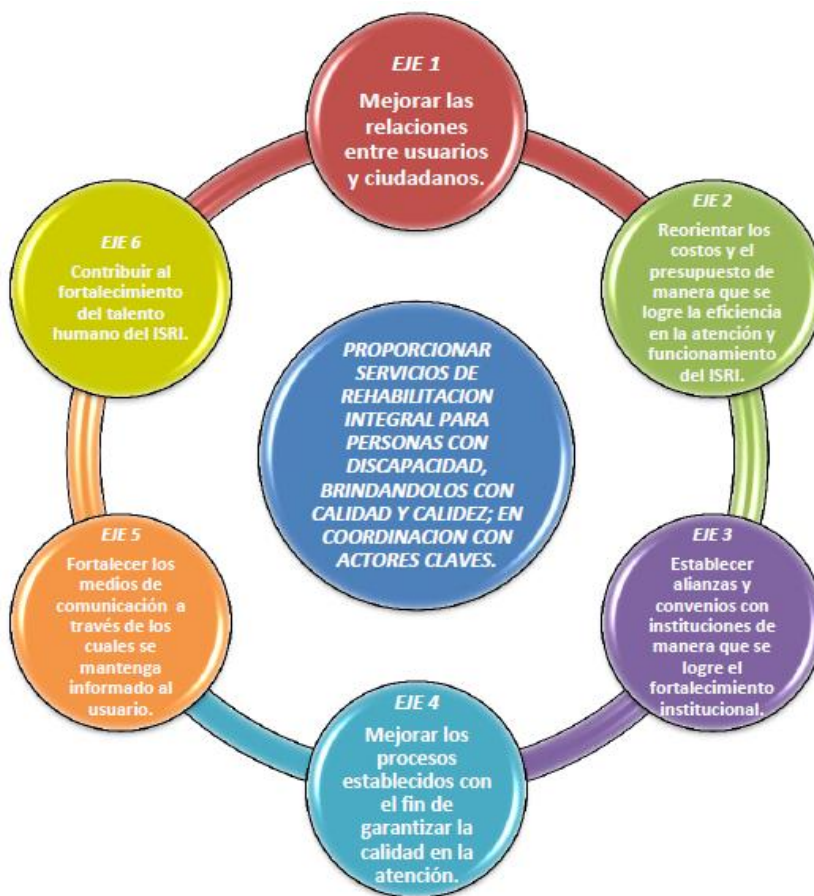 EJE 1
Mejorar las
relaciones
entre usuarios
y ciudadanos.
EJE 2
Reorientar los
costos y el
presupuesto de
manera que se
logre la eficiencia
en la atención y
funcionamiento
del ISRI.
EJE 3
Establecer
alianzas y
convenios con
instituciones de
manera que se
logre el
fortalecimiento
institucional.
EJE 4
Mejorar los
procesos
establecidos con
el fin de
garantizar la
calidad en la
atención.
EJE 5
Fortalecer los
medios de
comunicación a
través de los
cuales se
mantenga
informado al
usuario.
EJE 6
Contribuir al
fortalecimiento
del talento
humano del ISRI.
PROPORCIONAR
SERVICIOS DE
REHABILITACION
INTEGRAL PARA
PERSONAS CON
DISCAPACIDAD,
BRINDANDOLOS CON
CALIDAD Y CALIDEZ; EN
COORDINACION CON
ACTORES CLAVES.